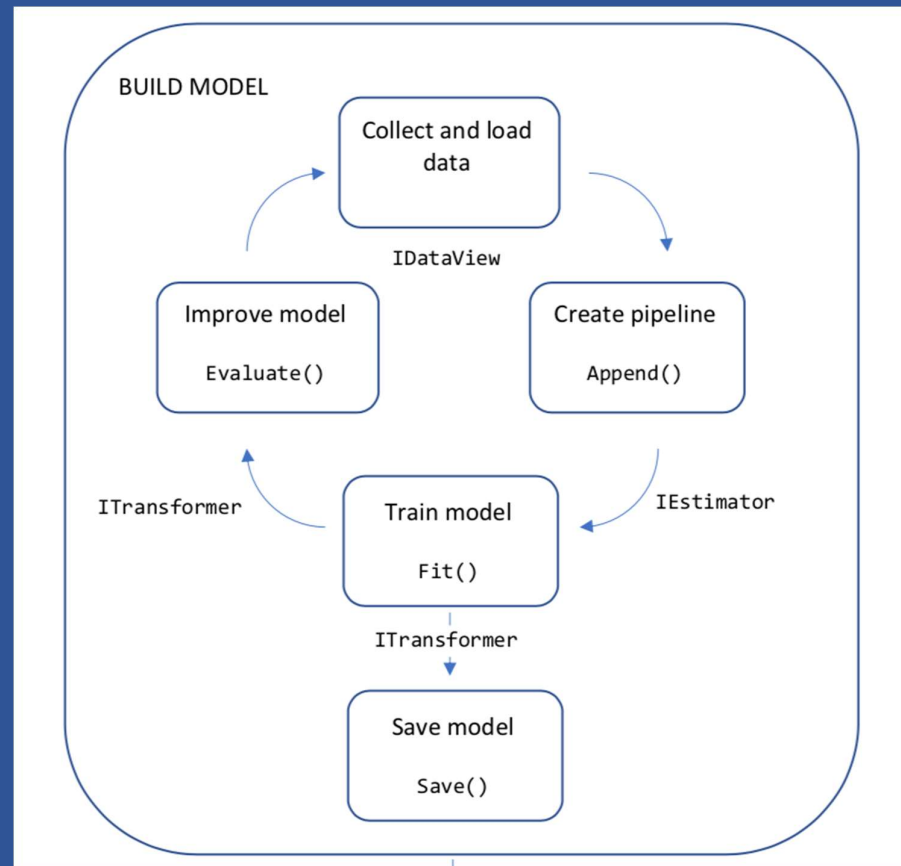 BUILD MODEL
Collect and load
data
IDataView
Improve model
Evaluate()
Create pipeline
Append()
ITransformer
IEstimator
Train model
Fit()
ITransformer
Save model
Save()